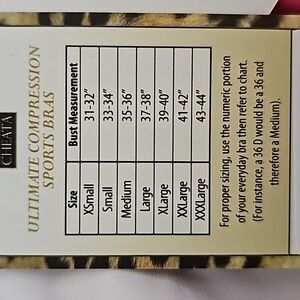 CHEATA
ULTIMATE COMPRESSION
SPORTS BRAS
Size Bust Measurement
XSmall 31-32"
Small 33-34"
Medium 35-36"
Large 37-38"
XLarge 39-40"
XXLarge 41-42"
XXXLarge 43-44"
For proper sizing, use the numeric portion
of your everyday bra then refer to chart.
(For instance, a 36 D would be a 36 and
therefore a Medium).